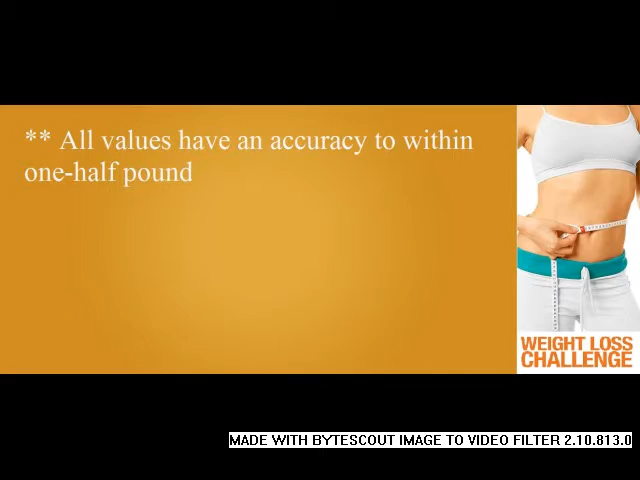 ** All values have an accuracy to within
one-half pound
WEIGHT LOSS
CHALLENGE
MADE WITH BYTESCOUT IMAGE TO VIDEO FILTER 2.10.813.0